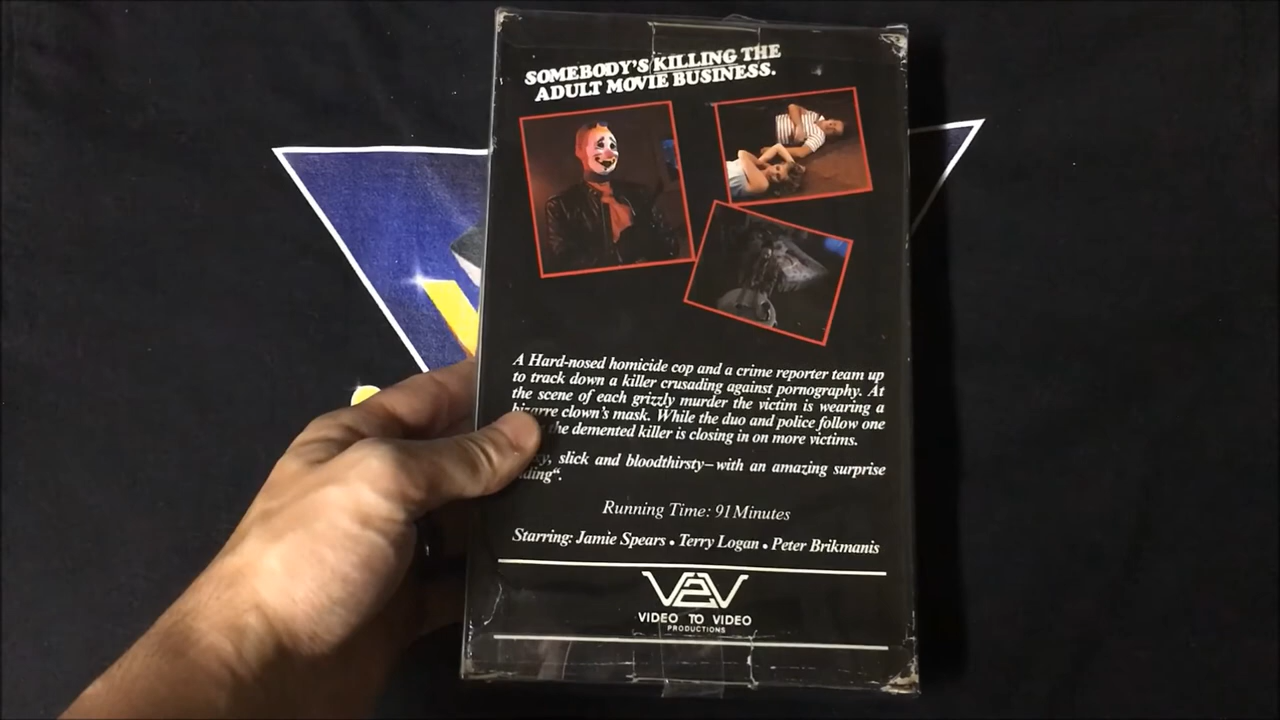 SOMEBODY'S KILLING THE
ADULT MOVIE BUSINESS.
A Hard-nosed homicide cop and a crime reporter team up
to track down a killer crusading against pornography. At
the scene of each grizzly murder the victim is wearing a
bizarre clown's mask. While the duo and police follow one
the demented killer is closing in on more victims.
slick and bloodthirsty—with an amazing surprise
Running Time: 91 Minutes
Starring: Jamie Spears • Terry Logan • Peter Brikmanis
V2V
VIDEO TO VIDEO
PRODUCTIONS